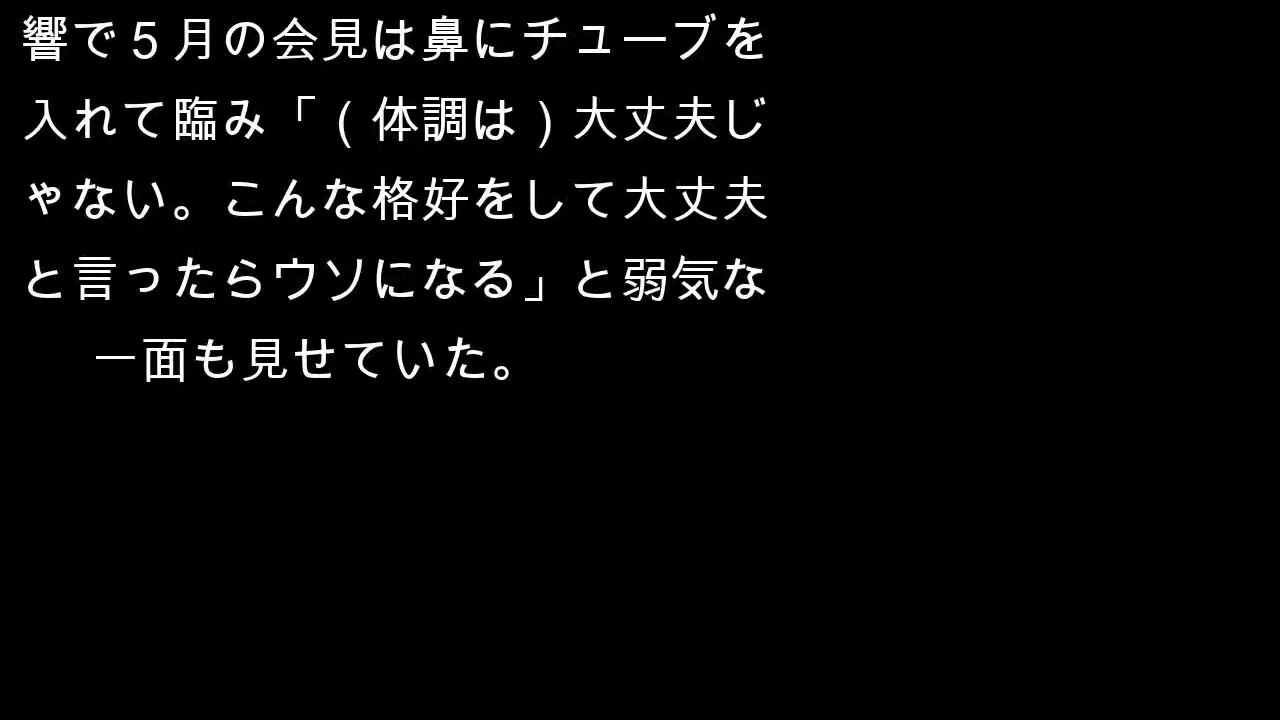 響で５月の会見は鼻にチューブを
入れて臨み「（体調は）大丈夫じ
ゃない。こんな格好をして大丈夫
と言ったらウソになる」と弱気な
一面も見せていた。